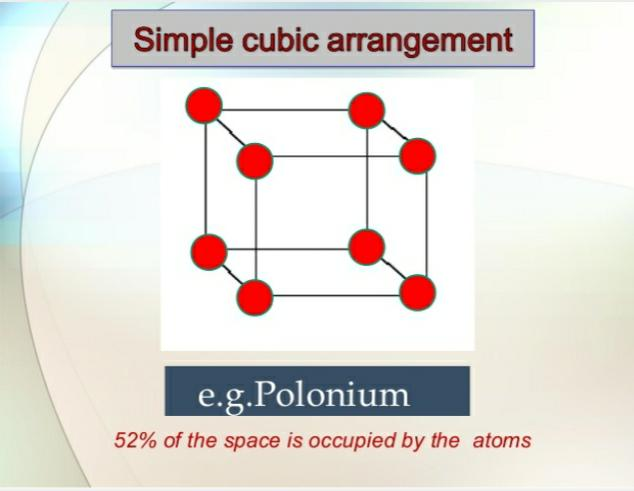 Simple cubic arrangement
e.g.Polonium
52% of the space is occupied by the atoms